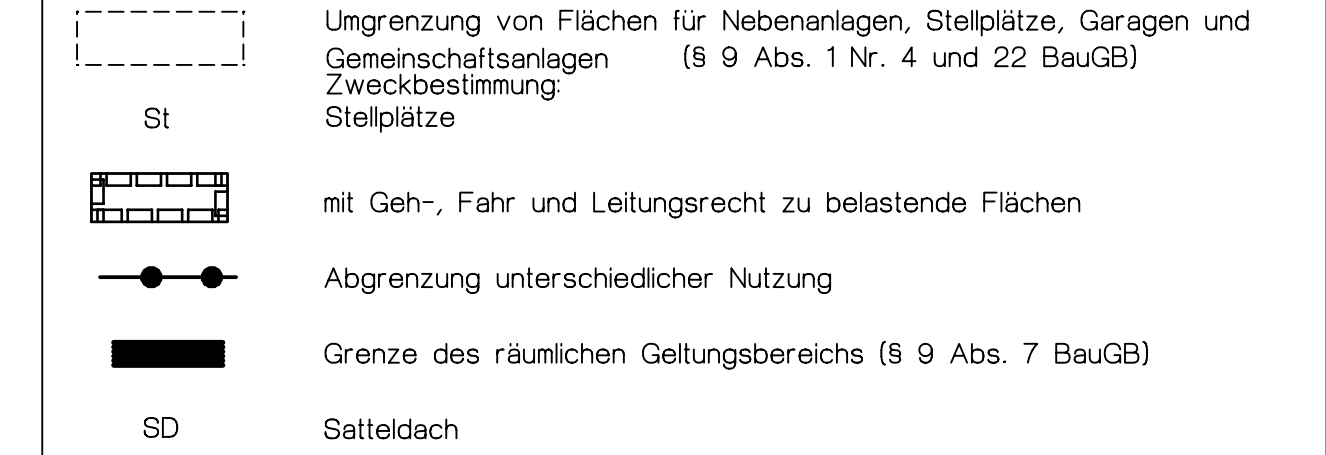 Umgrenzung von Flächen für Nebenanlagen, Stellplätze, Garagen und
Gemeinschaftsanlagen (§ 9 Abs. 1 Nr. 4 und 22 BauGB)
Zweckbestimmung:
St Stellplätze
mit Geh-, Fahr und Leitungsrecht zu belastende Flächen
Abgrenzung unterschiedlicher Nutzung
Grenze des räumlichen Geltungsbereichs (§ 9 Abs. 7 BauGB)
SD Satteldach